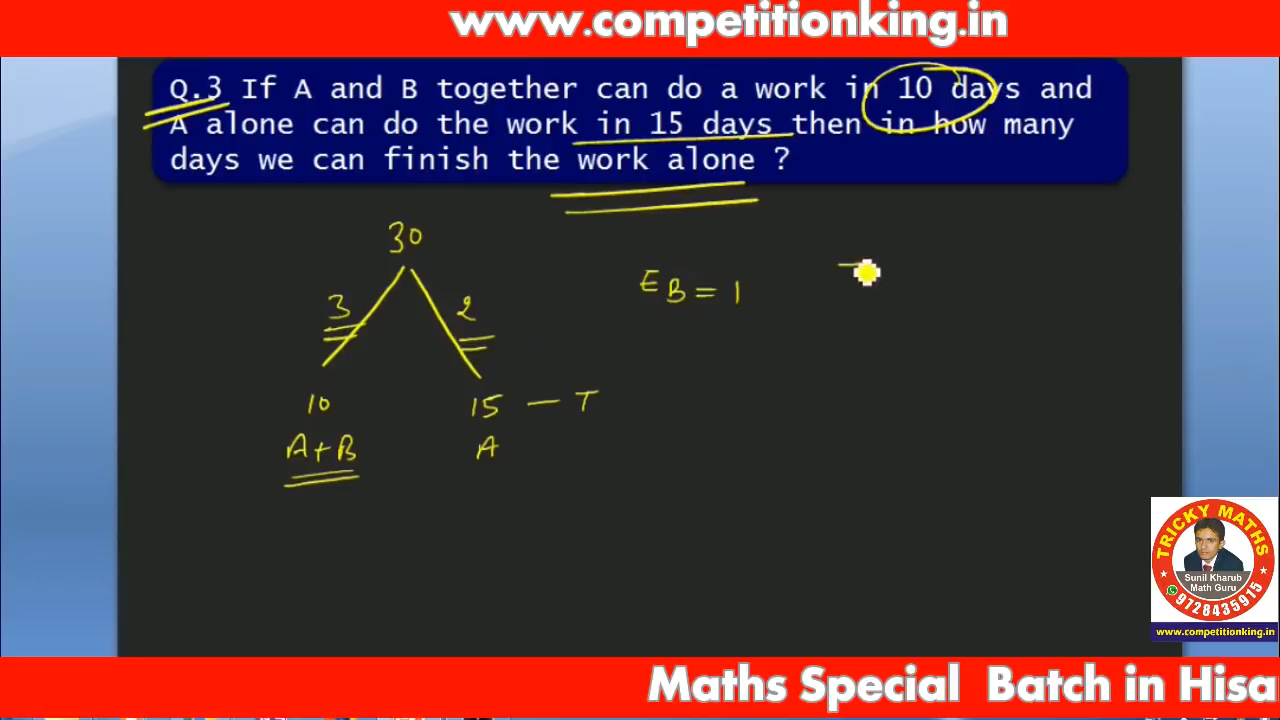 www.competitionking.in
Q.3 If A and B together can do a work in 10 days and
A alone can do the work in 15 days then in how many
days we can finish the work alone ?
30
3 2
E B = 1
10 15 — T
A+B A
TRICKY MATHS
Sunil Kharub
Math Guru
9728435915
www.competitionking.in
Maths Special Batch in Hisa